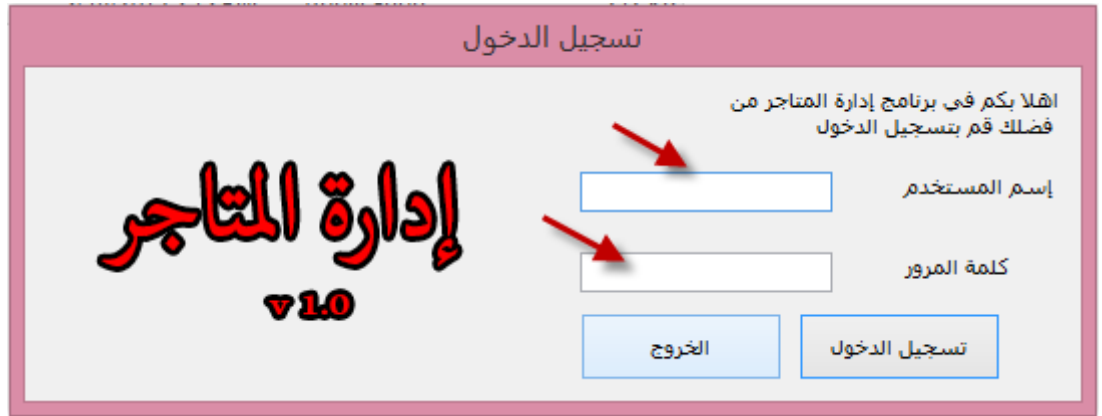 تسجيل الدخول
اهلا بكم في برنامج إدارة المتاجر من
فضلك قم بتسجيل الدخول
إسم المستخدم
كلمة المرور
تسجيل الدخول
الخروج
إدارة المتاجر
v 1.0